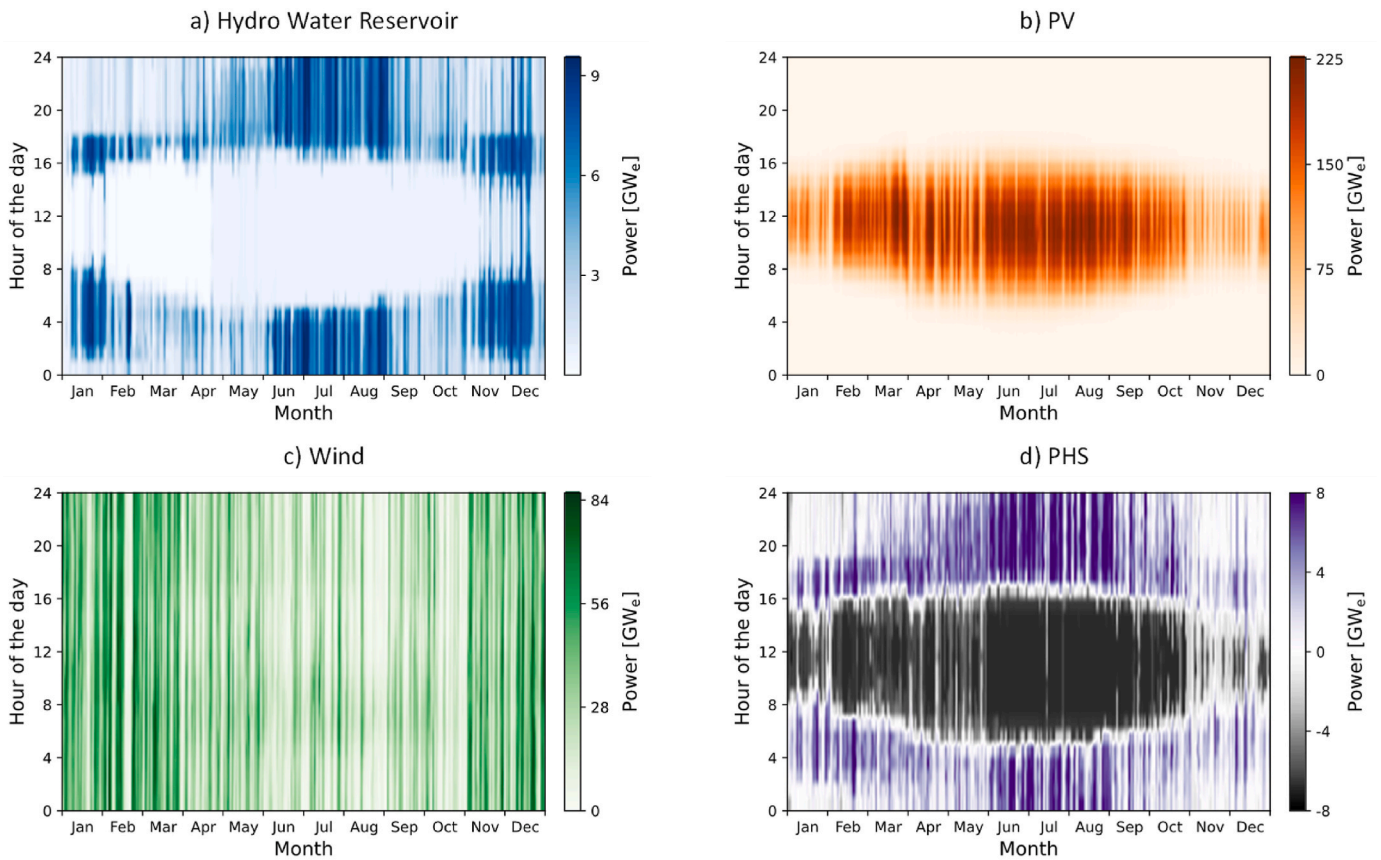 a) Hydro Water Reservoir
24
20
16
12
8
4
0
Hour of the day
Jan Feb Mar Apr May Jun Jul Aug Sep Oct Nov Dec
Month
9
6
3
Power [GWe]
b) PV
24
20
16
12
8
4
0
Hour of the day
Jan Feb Mar Apr May Jun Jul Aug Sep Oct Nov Dec
Month
225
150
75
0
Power [GWe]
c) Wind
24
20
16
12
8
4
0
Hour of the day
Jan Feb Mar Apr May Jun Jul Aug Sep Oct Nov Dec
Month
84
56
28
0
Power [GWe]
d) PHS
24
20
16
12
8
4
0
Hour of the day
Jan Feb Mar Apr May Jun Jul Aug Sep Oct Nov Dec
Month
8
4
0
-4
-8
Power [GWe]